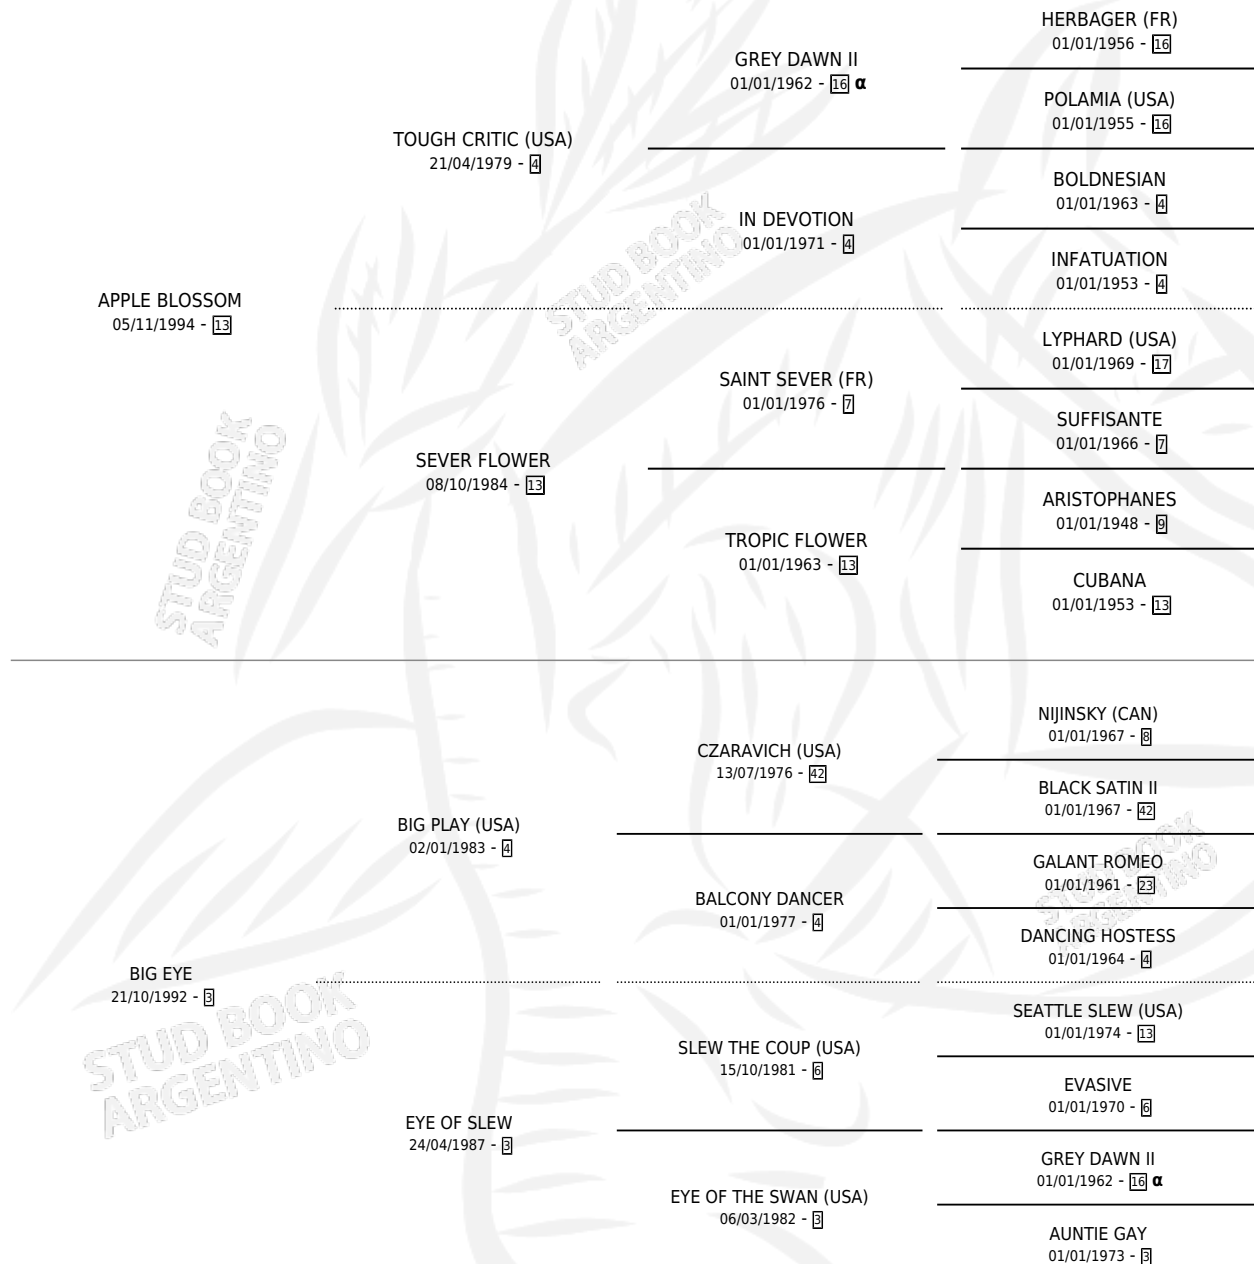 HERBAGER (FR)
01/01/1956 - 16
GREY DAWN II
01/01/1962 - 16 α
POLAMIA (USA)
01/01/1955 - 16
TOUGH CRITIC (USA)
21/04/1979 - 4
BOLDNESIAN
01/01/1963 - 4
IN DEVOTION
01/01/1971 - 4
INFATUATION
01/01/1953 - 4
APPLE BLOSSOM
05/11/1994 - 13
STUD BOOK
ARGENTINO
LYPHARD (USA)
01/01/1969 - 17
SAINT SEVER (FR)
01/01/1976 - 7
SUFFISANTE
01/01/1966 - 7
SEVER FLOWER
08/10/1984 - 13
ARISTOPHANES
01/01/1948 - 9
TROPIC FLOWER
01/01/1963 - 13
CUBANA
01/01/1953 - 13
STUD BOOK
ARGENTINO
NIJINSKY (CAN)
01/01/1967 - 8
CZARAVICH (USA)
13/07/1976 - 42
BLACK SATIN II
01/01/1967 - 42
BIG PLAY (USA)
02/01/1983 - 4
GALANT ROMEO
01/01/1961 - 23
BALCONY DANCER
01/01/1977 - 4
DANCING HOSTESS
01/01/1964 - 4
STUD BOOK
ARGENTINO
BIG EYE
21/10/1992 - 3
SEATTLE SLEW (USA)
01/01/1974 - 13
SLEW THE COUP (USA)
15/10/1981 - 6
EVASIVE
01/01/1970 - 6
STUD BOOK
ARGENTINO
EYE OF SLEW
24/04/1987 - 3
GREY DAWN II
01/01/1962 - 16 α
EYE OF THE SWAN (USA)
06/03/1982 - 3
AUNTIE GAY
01/01/1973 - 3